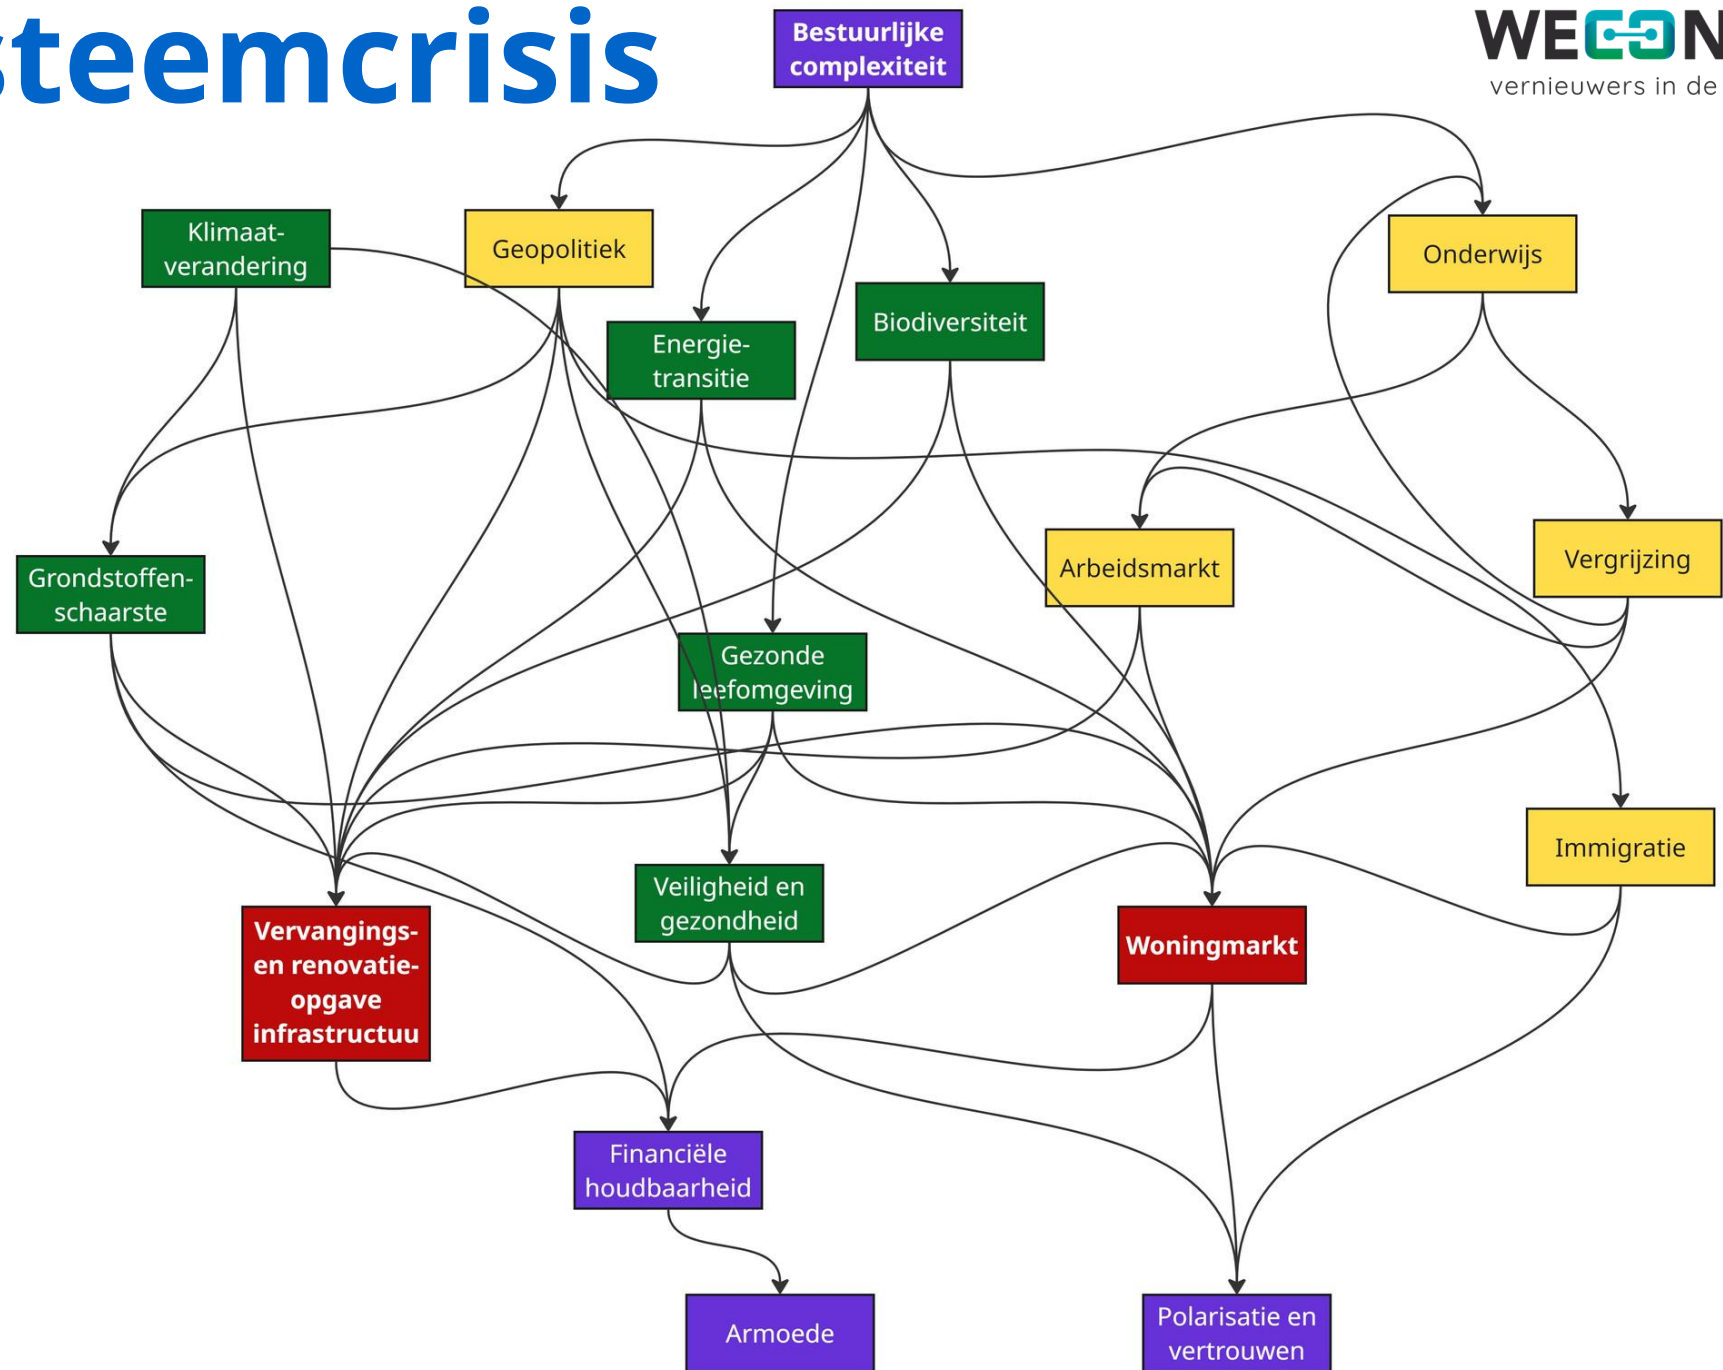 steemcrisis
WECON
vernieuwers in de
Bestuurlijke
complexiteit
Klimaat-
verandering
Geopolitiek
Onderwijs
Energie-
transitie
Biodiversiteit
Grondstoffen-
schaarste
Arbeidsmarkt
Vergrijzing
Gezonde
leefomgeving
Immigratie
Veiligheid en
gezondheid
Vervangings-
en renovatie-
opgave
infrastructuu
Woningmarkt
Financiële
houdbaarheid
Armoede
Polarisatie en
vertrouwen